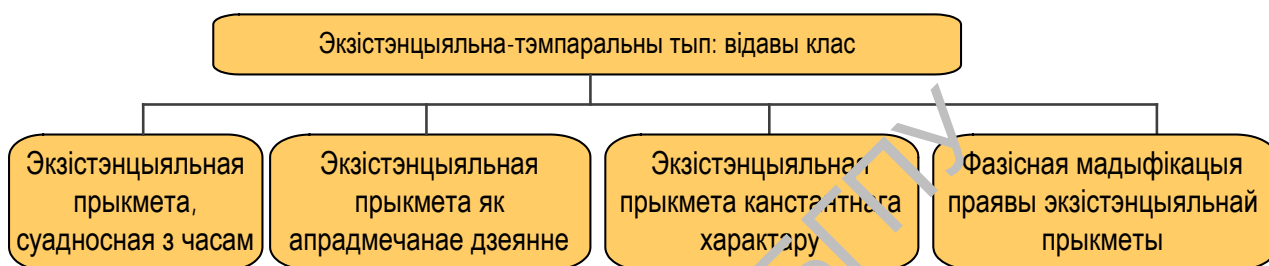 Экзістэнцыяльна-тэмпаральны тып: відавы клас
Экзістэнцыяльная
прыкмета,
суадносная з часам
Экзістэнцыяльная
прыкмета як
апрадмечанае дзеянне
Экзістэнцыяльная
прыкмета канстантнага
характару
Фазісная мадыфікацыя
праявы экзістэнцыяльнай
прыкметы